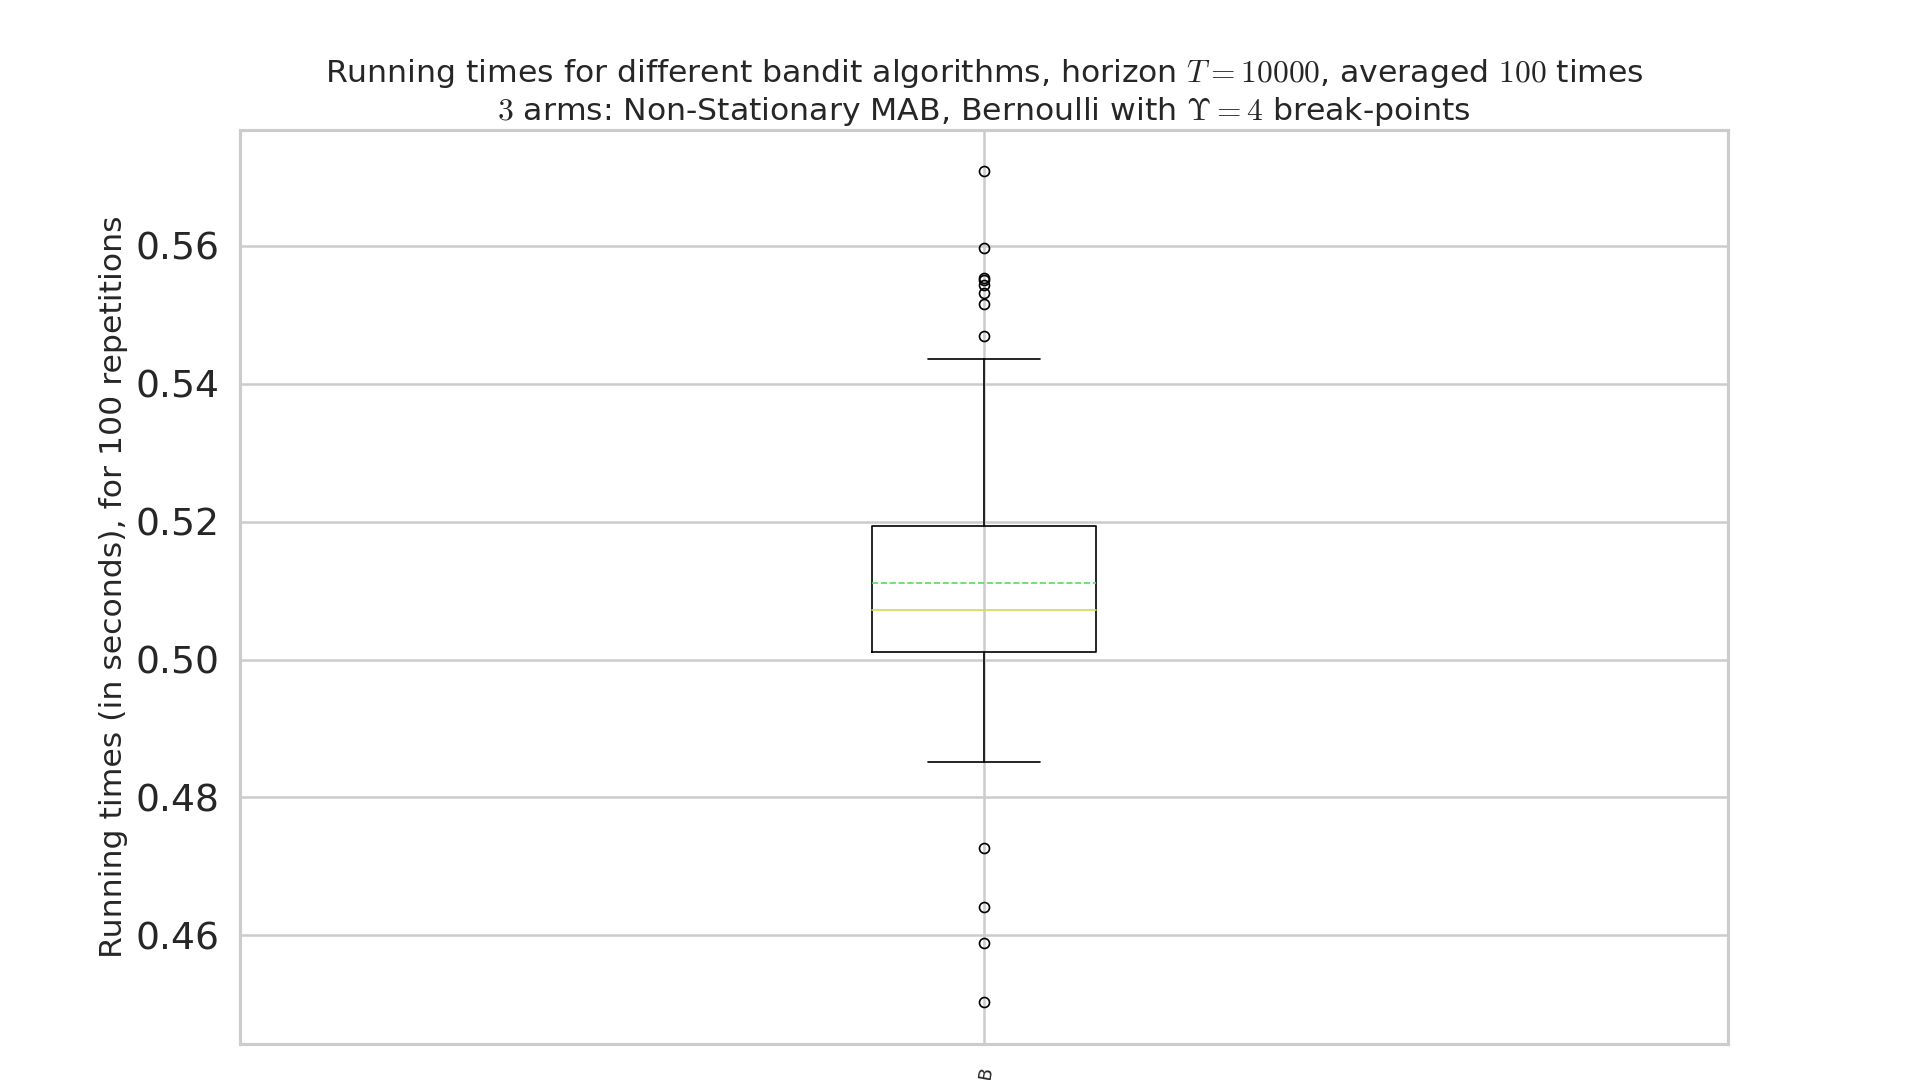 Running times for different bandit algorithms, horizon T = 10000, averaged 100 times
3 arms: Non-Stationary MAB, Bernoulli with Υ = 4 break-points
Running times (in seconds), for 100 repetitions
0.56
0.54
0.52
0.50
0.48
0.46
B